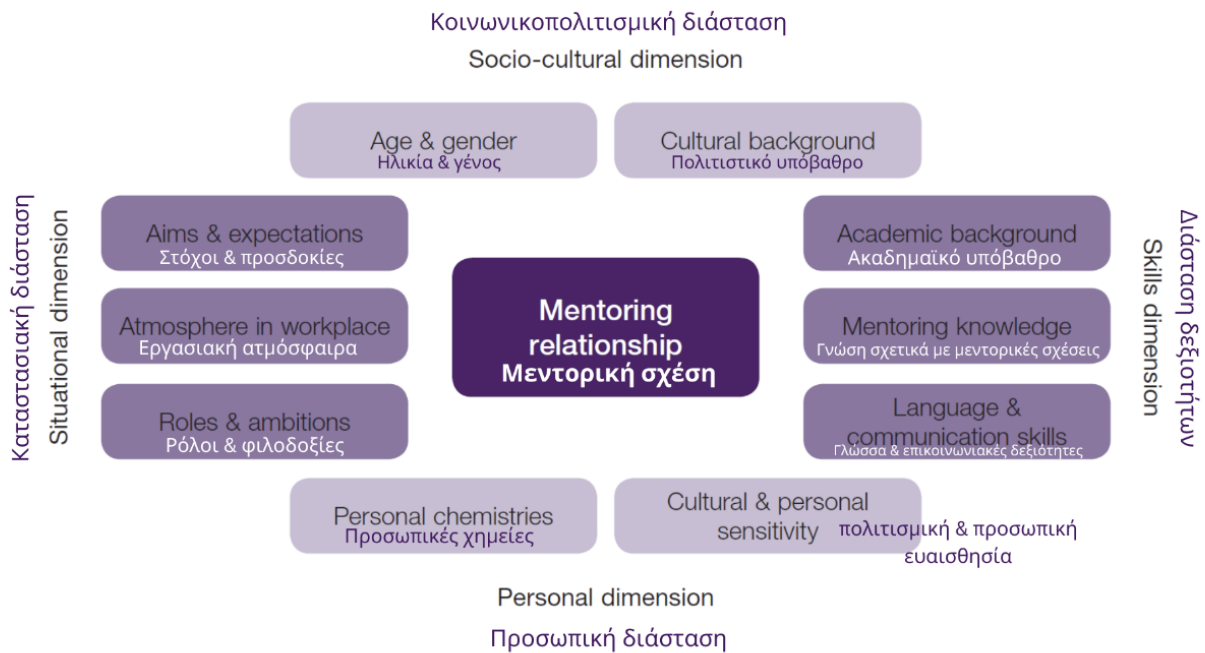 Κοινωνικοπολιτισμική διάσταση
Socio-cultural dimension
Age & gender
Ηλικία & γένος
Cultural background
Πολιτιστικό υπόβαθρο
Καταστασιακή διάσταση
Situational dimension
Aims & expectations
Στόχοι & προσδοκίες
Atmosphere in workplace
Εργασιακή ατμόσφαιρα
Roles & ambitions
Ρόλοι & φιλοδοξίες
Mentoring
relationship
Μεντορική σχέση
Academic background
Ακαδημαϊκό υπόβαθρο
Mentoring knowledge
Γνώση σχετικά με μεντορικές σχέσεις
Language &
communication skills
Γλώσσα & επικοινωνιακές δεξιότητες
Skills dimension
Διάσταση δεξιοτήτων
Personal chemistries
Προσωπικές χημείες
Cultural & personal
sensitivity
πολιτισμική & προσωπική
ευαισθησία
Personal dimension
Προσωπική διάσταση